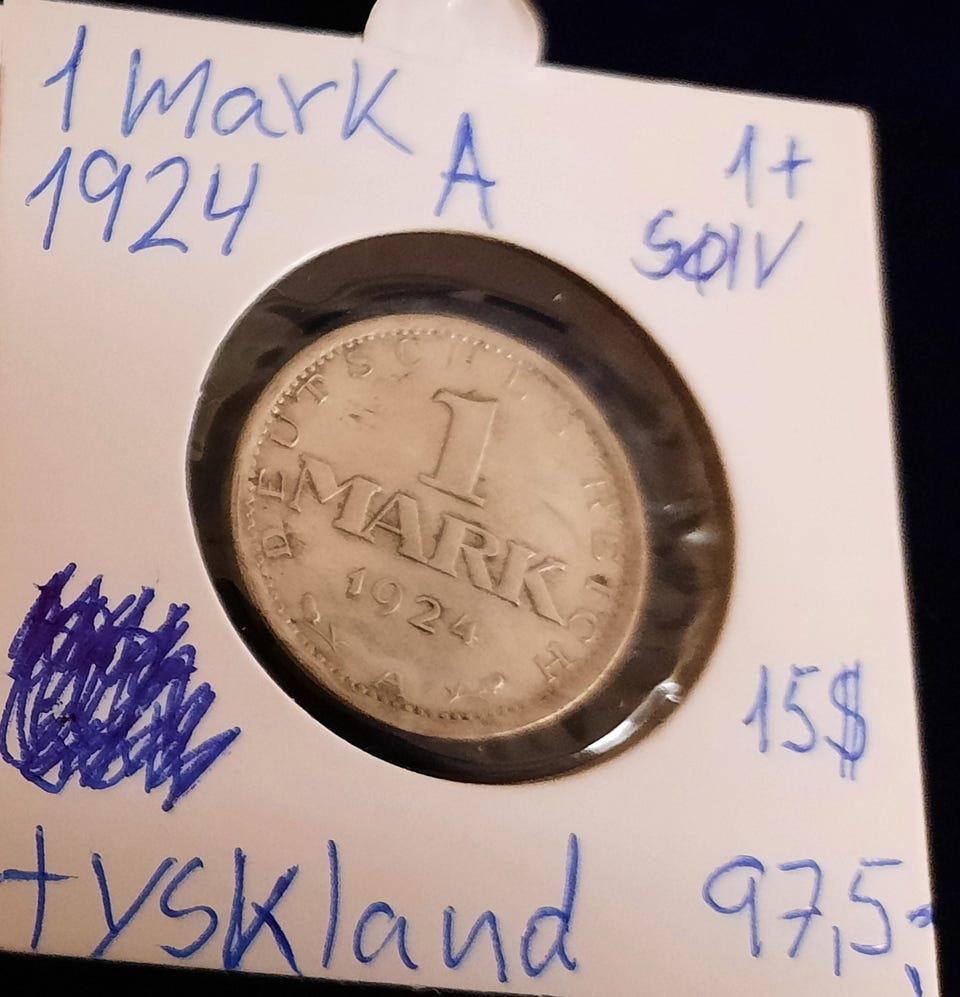 1 Mark
1924
A
1+
Sølv
DEUTSCHES REICH
1
MARK
1924
A
15$
tyskland
97,5